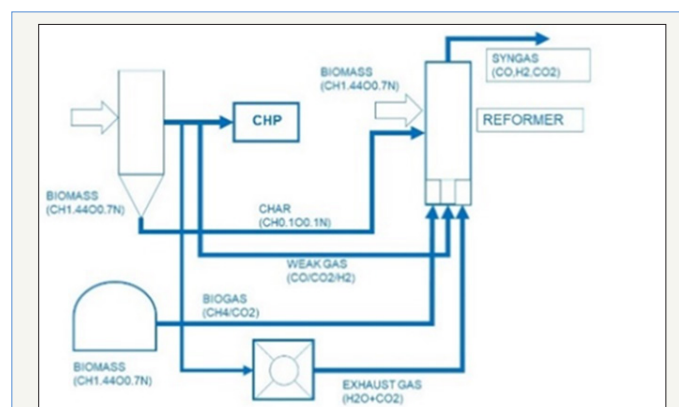 SYNGAS
(CO,H2.CO2)
BIOMASS
(CH1.44O0.7N)
CHP
REFORMER
BIOMASS
(CH1.44O0.7N)
CHAR
(CH0.1O0.1N)
WEAK GAS
(CO/CO2/H2)
BIOGAS
(CH4/CO2)
BIOMASS
(CH1.44O0.7N)
EXHAUST GAS
(H2O+CO2)